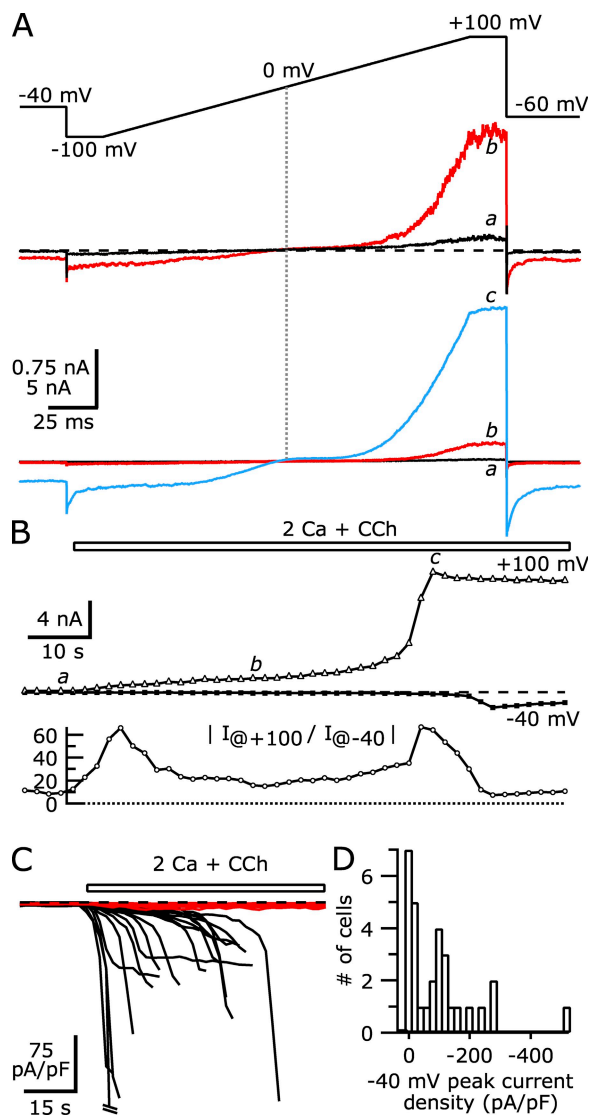 A
+100 mV
0 mV
-40 mV
-100 mV
-60 mV
b
a
c
0.75 nA
5 nA
25 ms
b
a
B
2 Ca + CCh
c
+100 mV
4 nA
10 s
a
b
-40 mV
| I@+100 / I@-40 |
60
40
20
0
C
2 Ca + CCh
75
pA/pF
15 s
D
6
4
2
0
# of cells
0
-200
-400
-40 mV peak current
density (pA/pF)